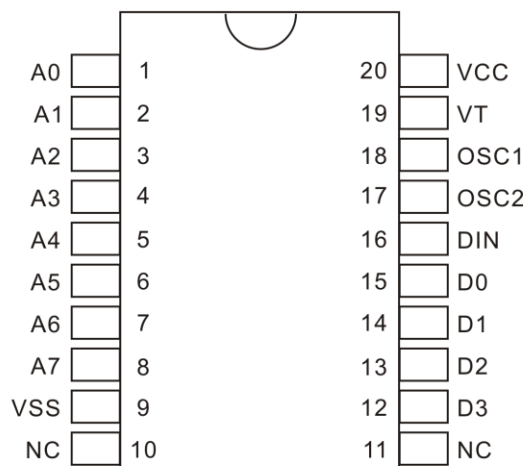 A0 1 20 VCC
A1 2 19 VT
A2 3 18 OSC1
A3 4 17 OSC2
A4 5 16 DIN
A5 6 15 D0
A6 7 14 D1
A7 8 13 D2
VSS 9 12 D3
NC 10 11 NC